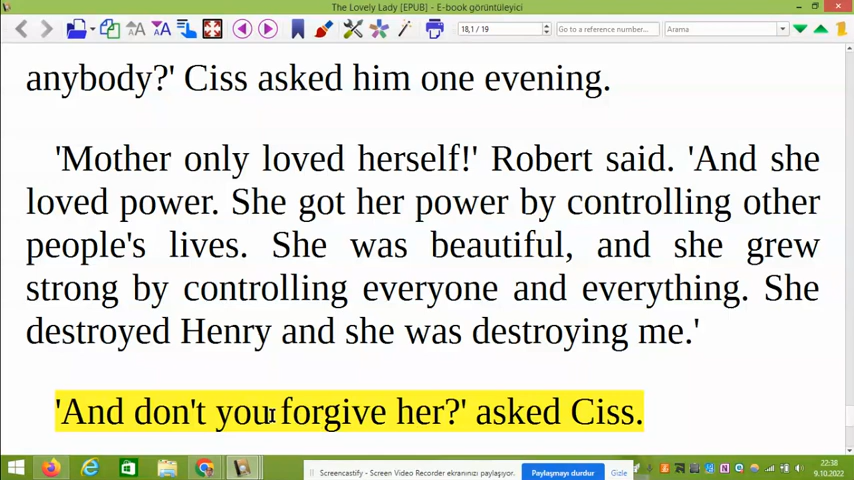 The Lovely Lady [EPUB] - E-book görüntüleyici
18,1 / 19
Go to a reference number...
Arama
anybody?' Ciss asked him one evening.
'Mother only loved herself!' Robert said. 'And she
loved power. She got her power by controlling other
people's lives. She was beautiful, and she grew
strong by controlling everyone and everything. She
destroyed Henry and she was destroying me.'
'And don't you forgive her?' asked Ciss.
Screencastify - Screen Video Recorder ekranınızı paylaşıyor.
Paylaşmayı durdur
Gizle
22:38
9.10.2022